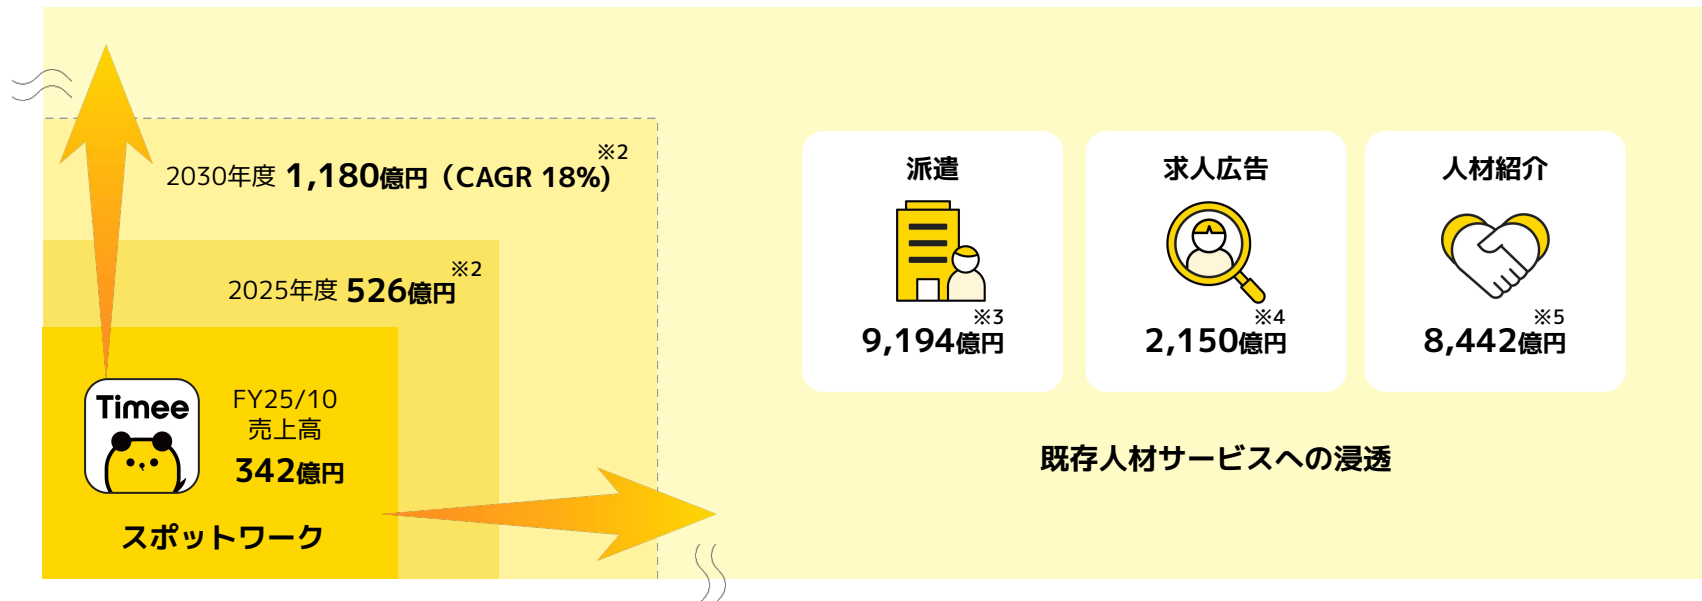 ※2
2030年度 1,180億円（CAGR 18%)
※2
2025年度 526億円
Timee
FY25/10
売上高
342億円
スポットワーク
派遣
※3
9,194億円
求人広告
※4
2,150億円
人材紹介
※5
8,442億円
既存人材サービスへの浸透